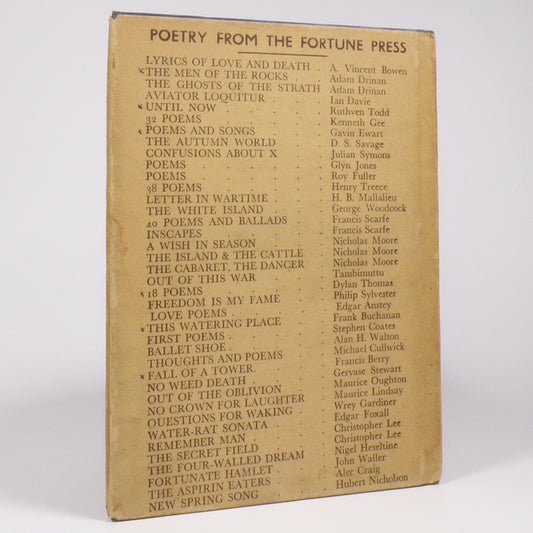 POETRY FROM THE FORTUNE PRESS
LYRICS OF LOVE AND DEATH . A. Vincent Bowen
x THE MEN OF THE ROCKS . . Adam Drinan
THE GHOSTS OF THE STRATH . Adam Drinan
AVIATOR LOQUITUR . . . Ian Davie
x UNTIL NOW . . . . . Ruthven Todd
32 POEMS . . . . . Kenneth Gee
x POEMS AND SONGS . . . . Gavin Ewart
THE AUTUMN WORLD . . . D. S. Savage
CONFUSIONS ABOUT X . . . Julian Symons
POEMS . . . . . . Glyn Jones
POEMS . . . . . . Roy Fuller
38 POEMS . . . . . Henry Treece
LETTER IN WARTIME . . . H. B. Mallalieu
THE WHITE ISLAND . . . George Woodcock
40 POEMS AND BALLADS . . Francis Scarfe
INSCAPES . . . . . Francis Scarfe
A WISH IN SEASON . . . Nicholas Moore
THE ISLAND & THE CATTLE . Nicholas Moore
THE CABARET, THE DANCER . Nicholas Moore
OUT OF THIS WAR . . . Tambimuttu
x 18 POEMS . . . . . Dylan Thomas
FREEDOM IS MY FAME . . . Philip Sylvester
LOVE POEMS . . . . . Edgar Anstey
x THIS WATERING PLACE . . . Frank Buchanan
FIRST POEMS . . . . Stephen Coates
BALLET SHOE . . . . Alan H. Walton
THOUGHTS AND POEMS . . . Michael Cullwick
x FALL OF A TOWER. . . . Francis Berry
NO WEED DEATH . . . . Gervase Stewart
OUT OF THE OBLIVION . . . Maurice Oughton
NO CROWN FOR LAUGHTER . . Maurice Lindsay
QUESTIONS FOR WAKING . . Wrey Gardiner
WATER-RAT SONATA . . . Edgar Foxall
REMEMBER MAN . . . . Christopher Lee
THE SECRET FIELD . . . Christopher Lee
THE FOUR-WALLED DREAM . . Nigel Heseltine
FORTUNATE HAMLET . . . John Waller
THE ASPIRIN EATERS . . . Alec Craig
NEW SPRING SONG . . . Hubert Nicholson